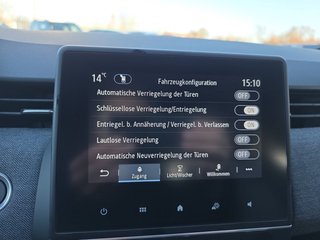 14°C
Fahrzeugkonfiguration
15:10
Automatische Verriegelung der Türen OFF
Schlüssellose Verriegelung/Entriegelung ON
Entriegel. b. Annäherung / Verriegel. b. Verlassen ON
Lautlose Verriegelung OFF
Automatische Neuverriegelung der Türen OFF
Zugang
Licht/Wischer
Willkommen